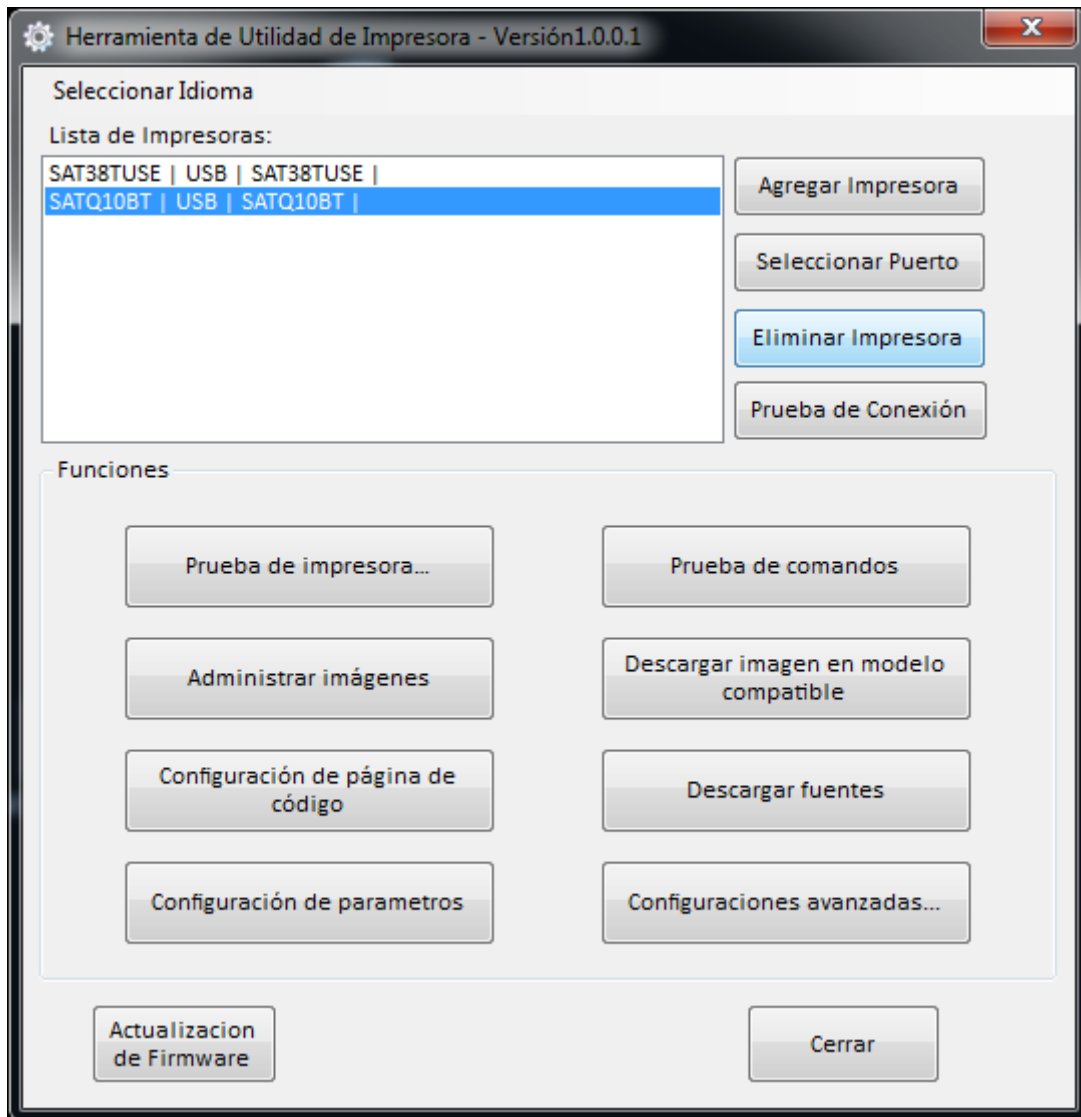 Herramienta de Utilidad de Impresora - Versión1.0.0.1
Seleccionar Idioma
Lista de Impresoras:
SAT38TUSE | USB | SAT38TUSE |
SATQ10BT | USB | SATQ10BT |
Agregar Impresora
Seleccionar Puerto
Eliminar Impresora
Prueba de Conexión
Funciones
Prueba de impresora...
Prueba de comandos
Administrar imágenes
Descargar imagen en modelo
compatible
Configuración de página de
código
Descargar fuentes
Configuración de parametros
Configuraciones avanzadas...
Actualizacion
de Firmware
Cerrar